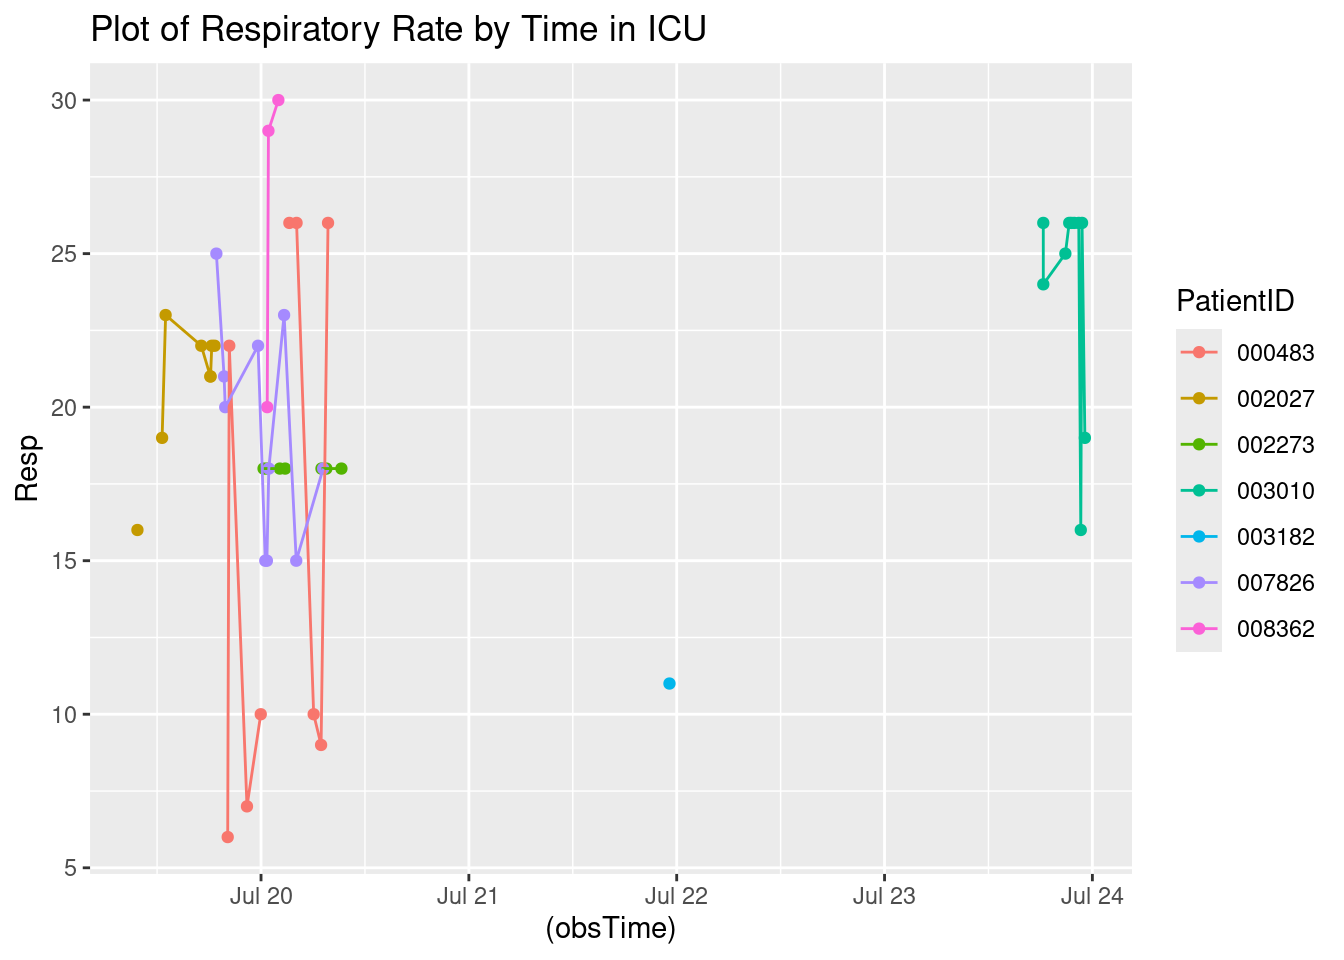 Plot of Respiratory Rate by Time in ICU
30
25
20
15
10
5
Resp
Jul 20 Jul 21 Jul 22 Jul 23 Jul 24
(obsTime)
PatientID
000483
002027
002273
003010
003182
007826
008362